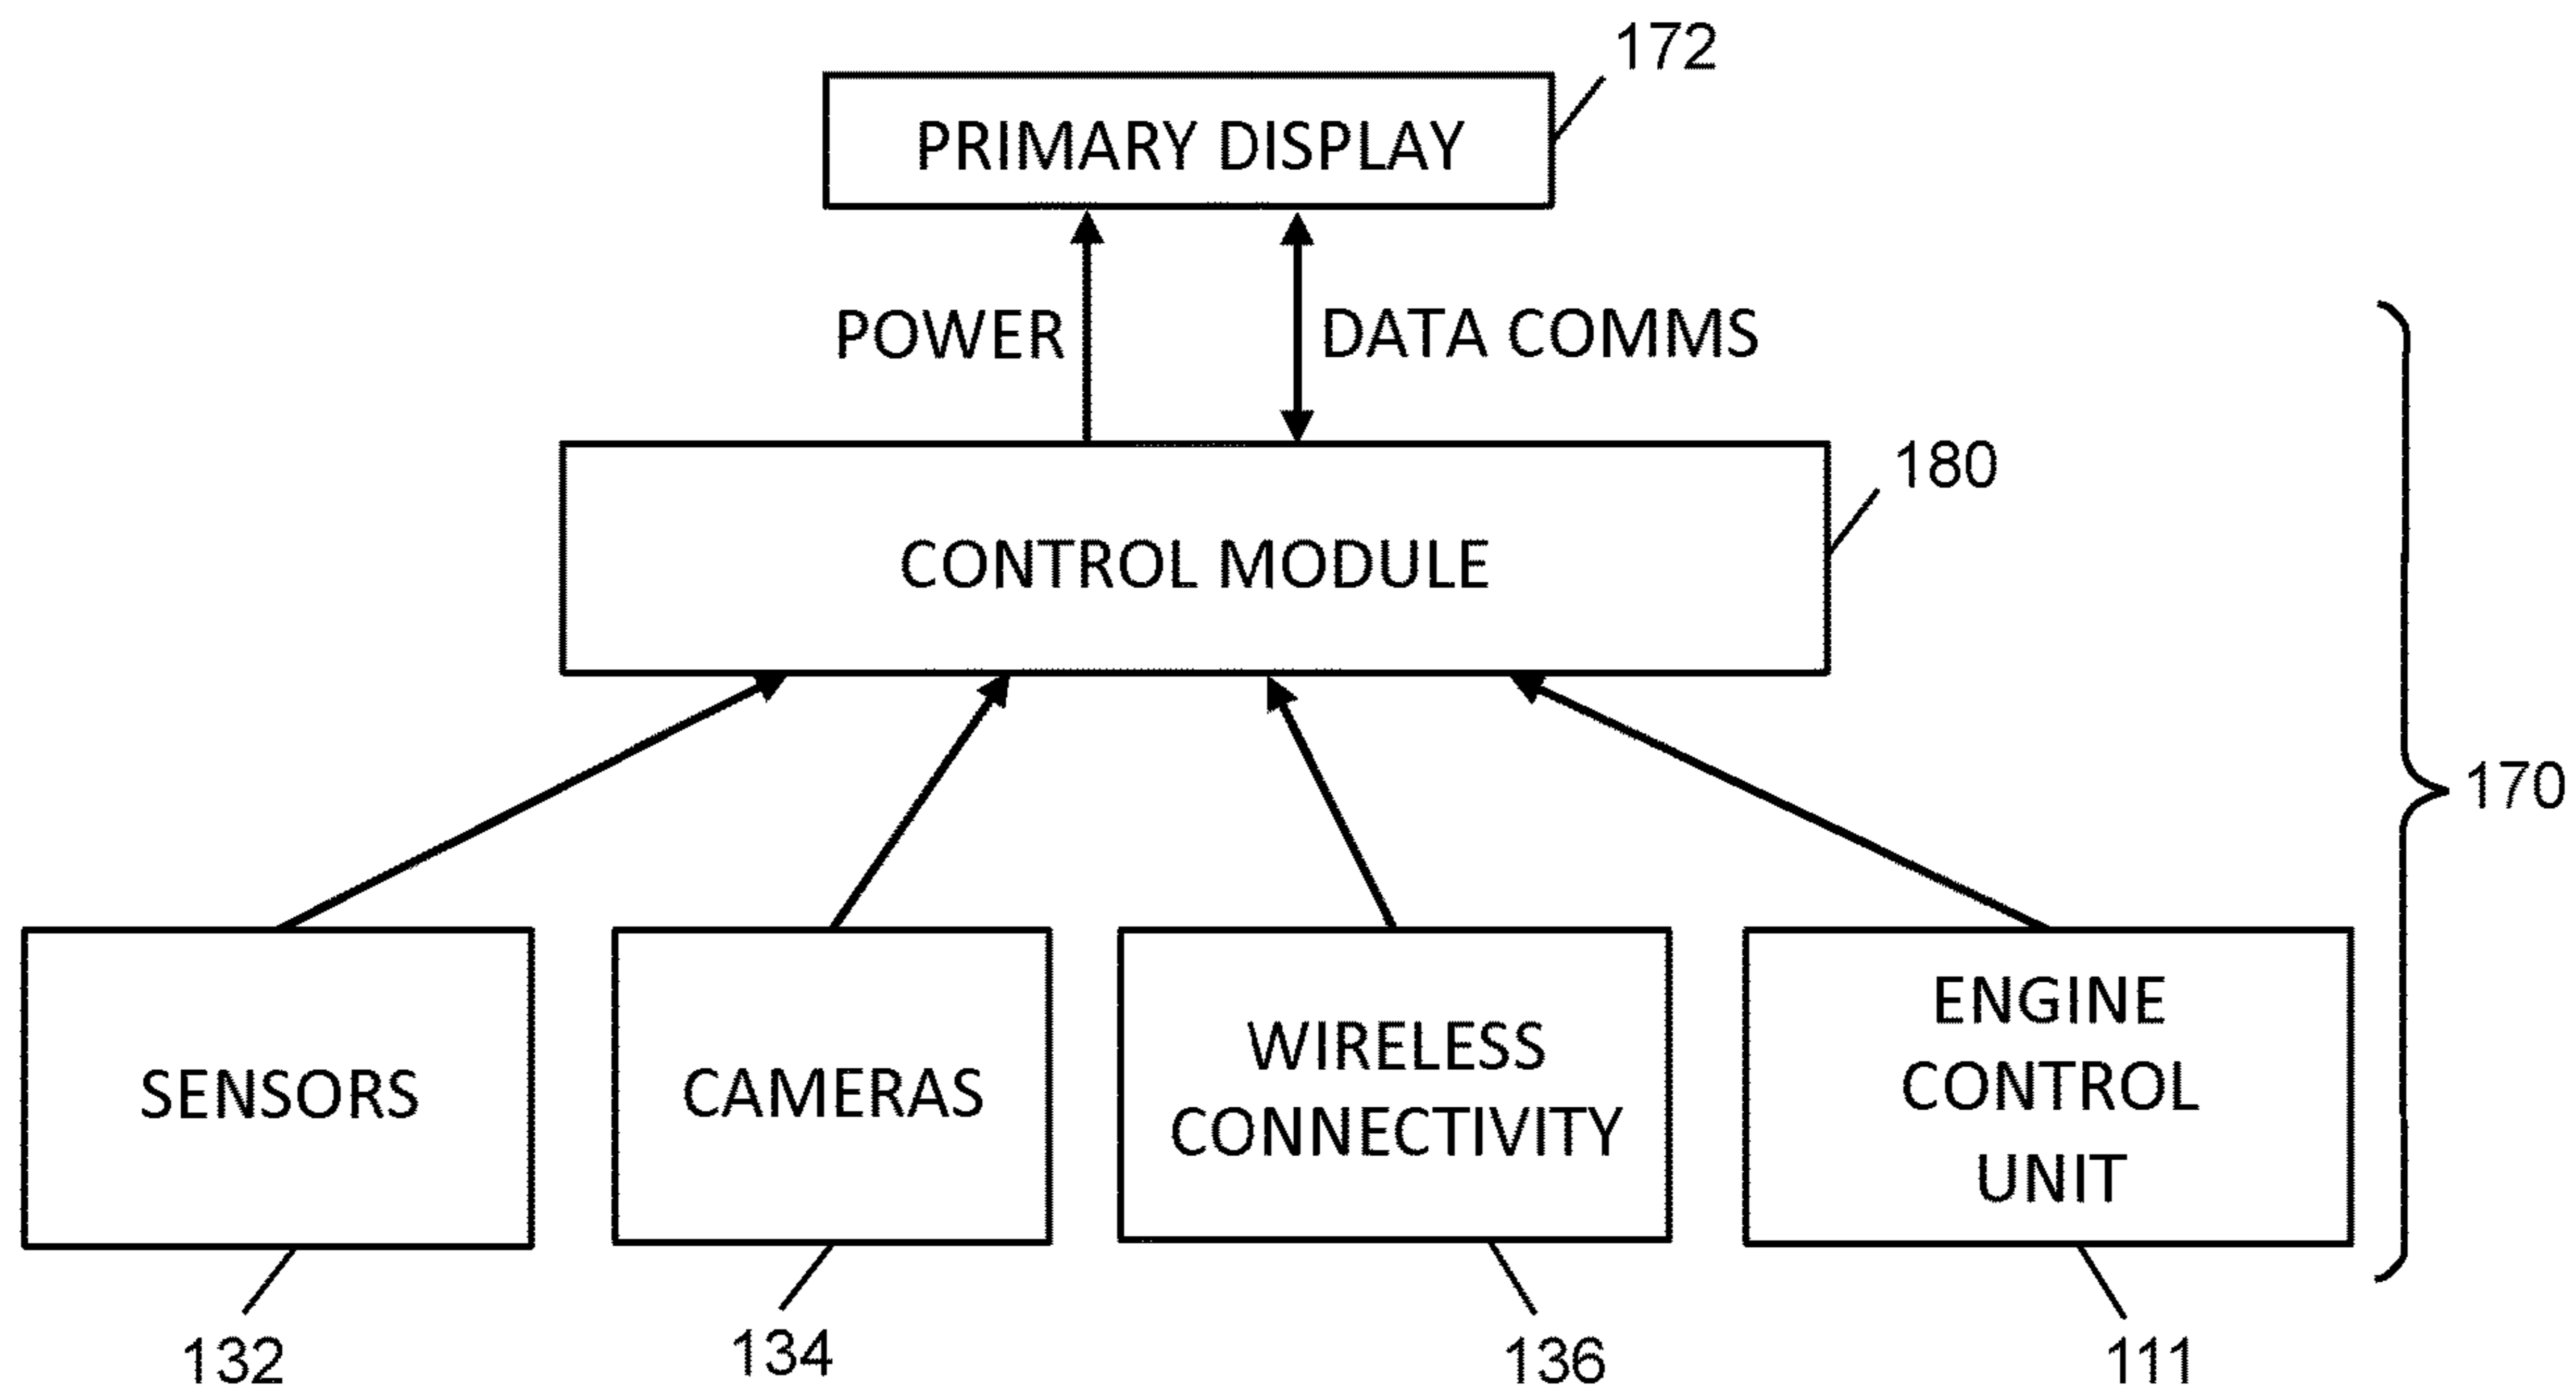 172
PRIMARY DISPLAY
POWER
DATA COMMS
180
CONTROL MODULE
170
SENSORS
CAMERAS
WIRELESS
CONNECTIVITY
ENGINE
CONTROL
UNIT
132
134
136
111